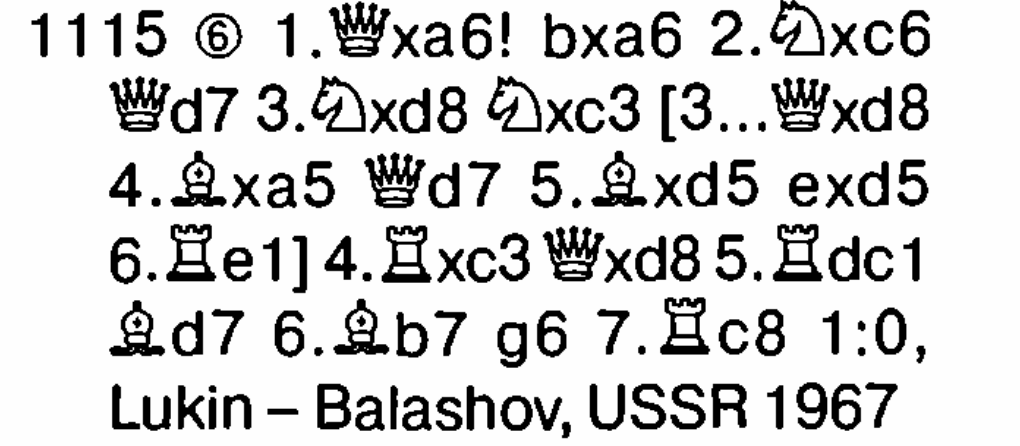 1115 ⑥ 1.♕xa6! bxa6 2.♘xc6
♕d7 3.♘xd8 ♘xc3 [3...♕xd8
4.♗xa5 ♕d7 5.♗xd5 exd5
6.♖e1] 4.♖xc3 ♕xd8 5.♖dc1
♗d7 6.♗b7 g6 7.♖c8 1:0,
Lukin – Balashov, USSR 1967